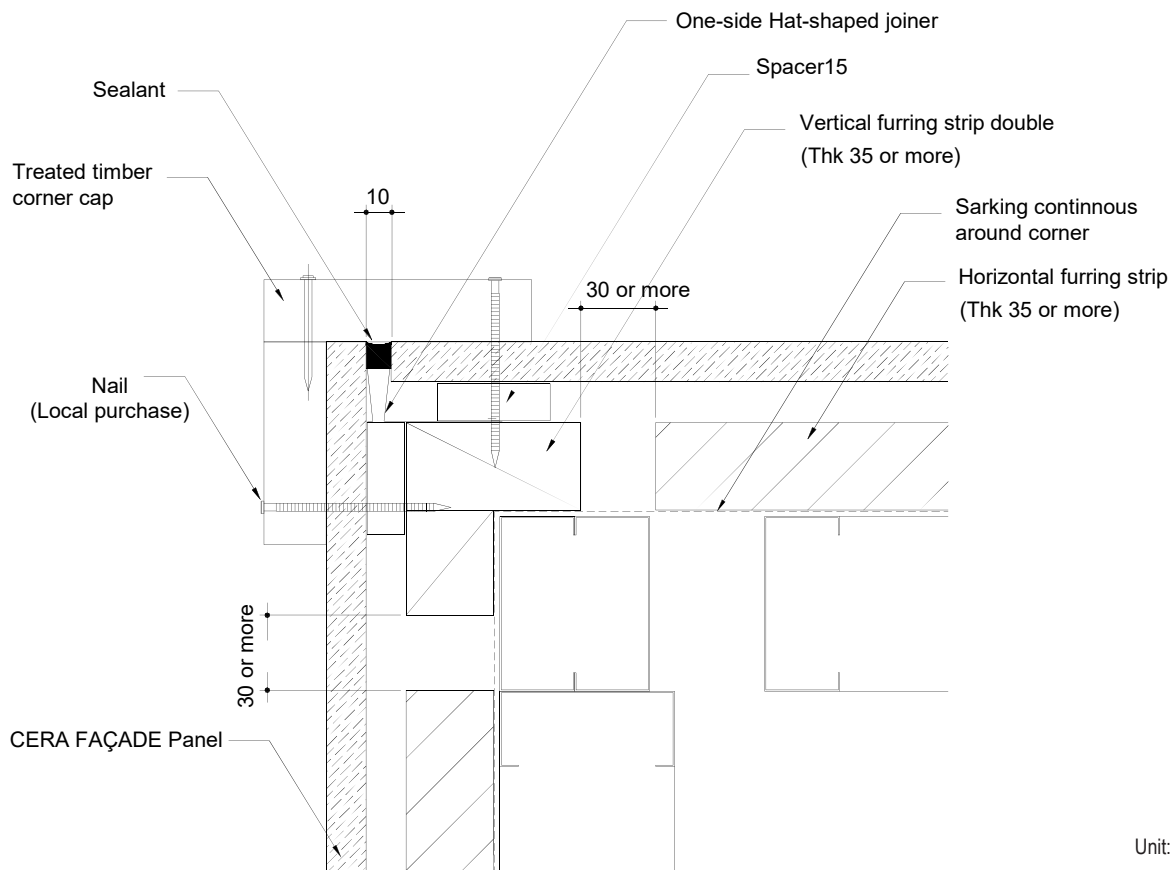 One-side Hat-shaped joiner
Spacer15
Sealant
Vertical furring strip double
(Thk 35 or more)
Treated timber
corner cap
10
Sarking continnous
around corner
30 or more
Horizontal furring strip
(Thk 35 or more)
Nail
(Local purchase)
30 or more
CERA FAÇADE Panel
Unit: